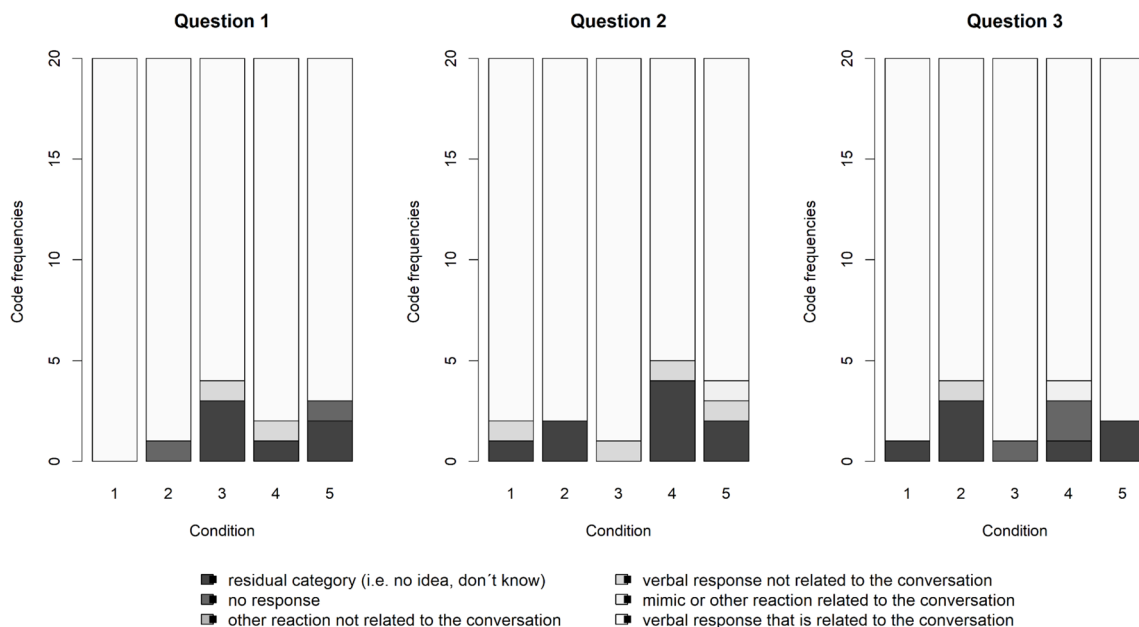 Question 1
Question 2
Question 3
Code frequencies
20
15
10
5
0
1 2 3 4 5
Condition
Code frequencies
20
15
10
5
0
1 2 3 4 5
Condition
Code frequencies
20
15
10
5
0
1 2 3 4 5
Condition
residual category (i.e. no idea, don´t know)
no response
other reaction not related to the conversation
verbal response not related to the conversation
mimic or other reaction related to the conversation
verbal response that is related to the conversation